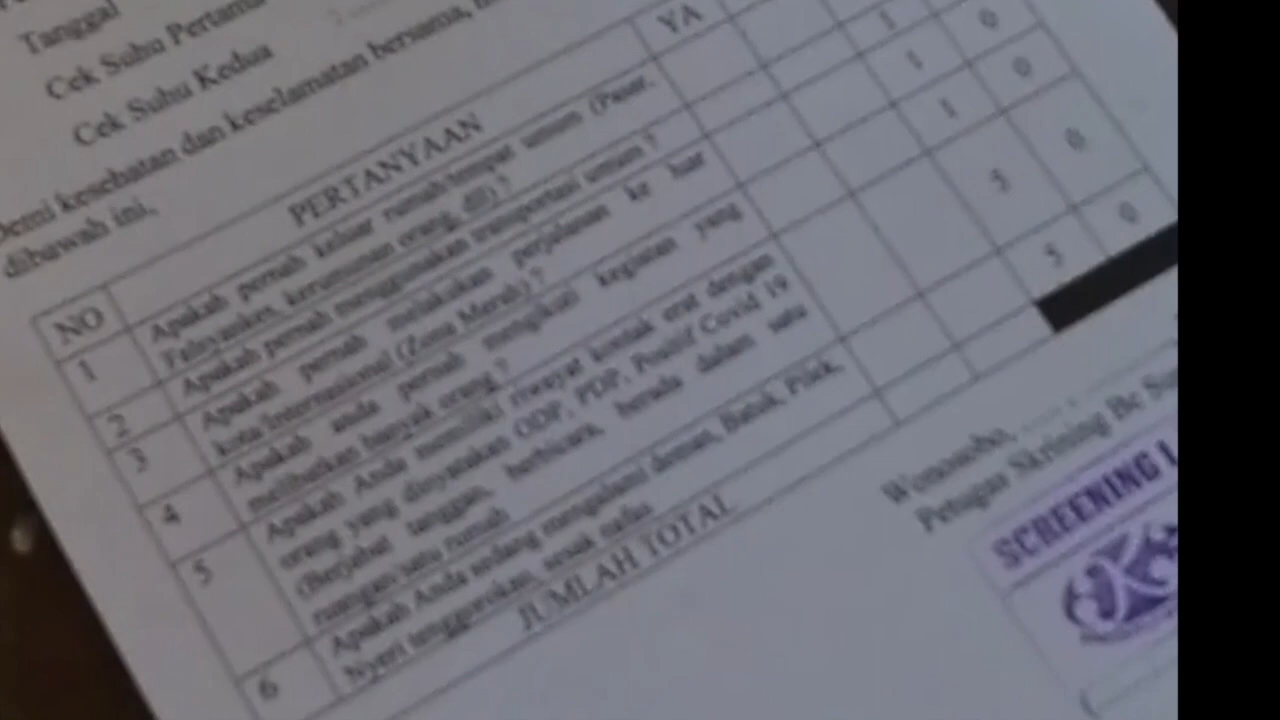 Tanggal
Cek Suhu Pertama
Cek Suhu Kedua
Demi kesehatan dan keselamatan bersama,
dibawah ini,
NO PERTANYAAN YA
1 Apakah pernah keluar rumah/tempat umum (Pasar,
Fasyankes, kerumunan orang, dll) ? 1 0
2 Apakah pernah menggunakan transportasi umum ? 1 0
3 Apakah pernah melakukan perjalanan ke luar
kota/Internasional (Zona Merah) ? 1 0
4 Apakah anda pernah mengikuti kegiatan yang
melibatkan banyak orang ? 5 0
5 Apakah Anda memiliki riwayat kontak erat dengan
orang yang dinyatakan ODP, PDP, Positif Covid 19
(Berjabat tangan, berbicara, berada dalam satu
ruangan/satu rumah 5 0
6 Apakah Anda sedang mengalami demam, Batuk, Pilek,
Nyeri tenggorokan, sesak nafas
JUMLAH TOTAL
Wonosobo,
Petugas Skrining
SCREENING